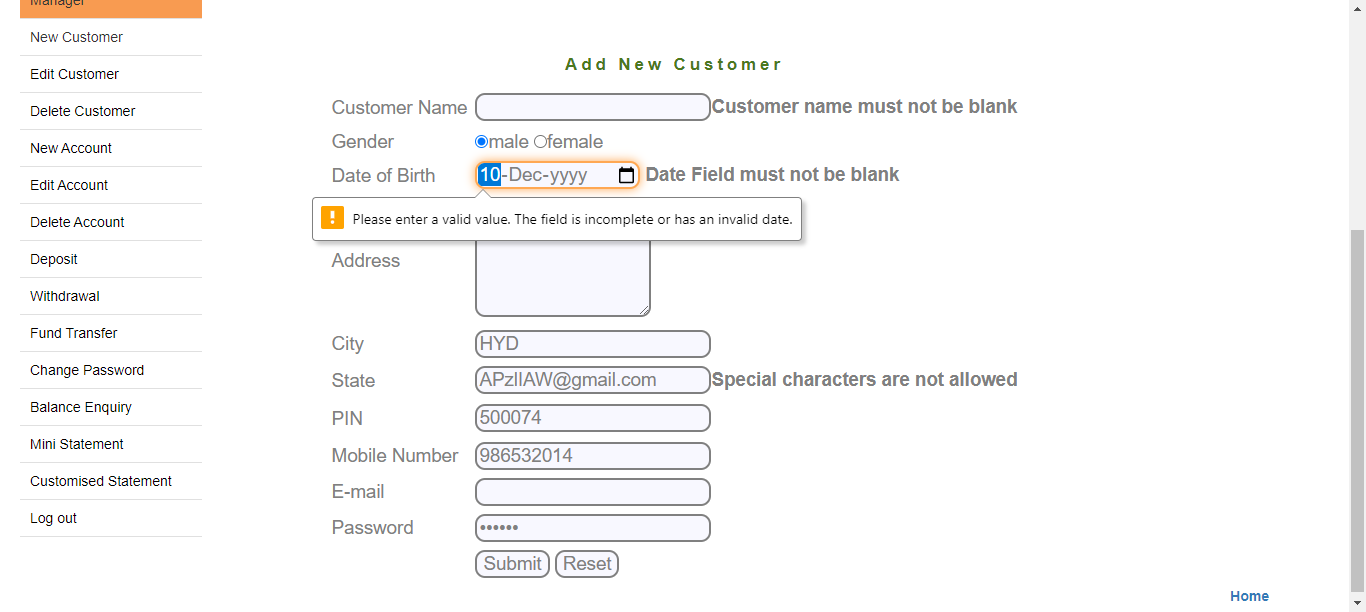 Manager
New Customer
Edit Customer
Delete Customer
New Account
Edit Account
Delete Account
Deposit
Withdrawal
Fund Transfer
Change Password
Balance Enquiry
Mini Statement
Customised Statement
Log out
Add New Customer
Customer Name Customer name must not be blank
Gender male female
Date of Birth 10-Dec-yyyy Date Field must not be blank
! Please enter a valid value. The field is incomplete or has an invalid date.
Address
City HYD
State APzlIAW@gmail.com Special characters are not allowed
PIN 500074
Mobile Number 986532014
E-mail
Password ••••••
Submit Reset
Home